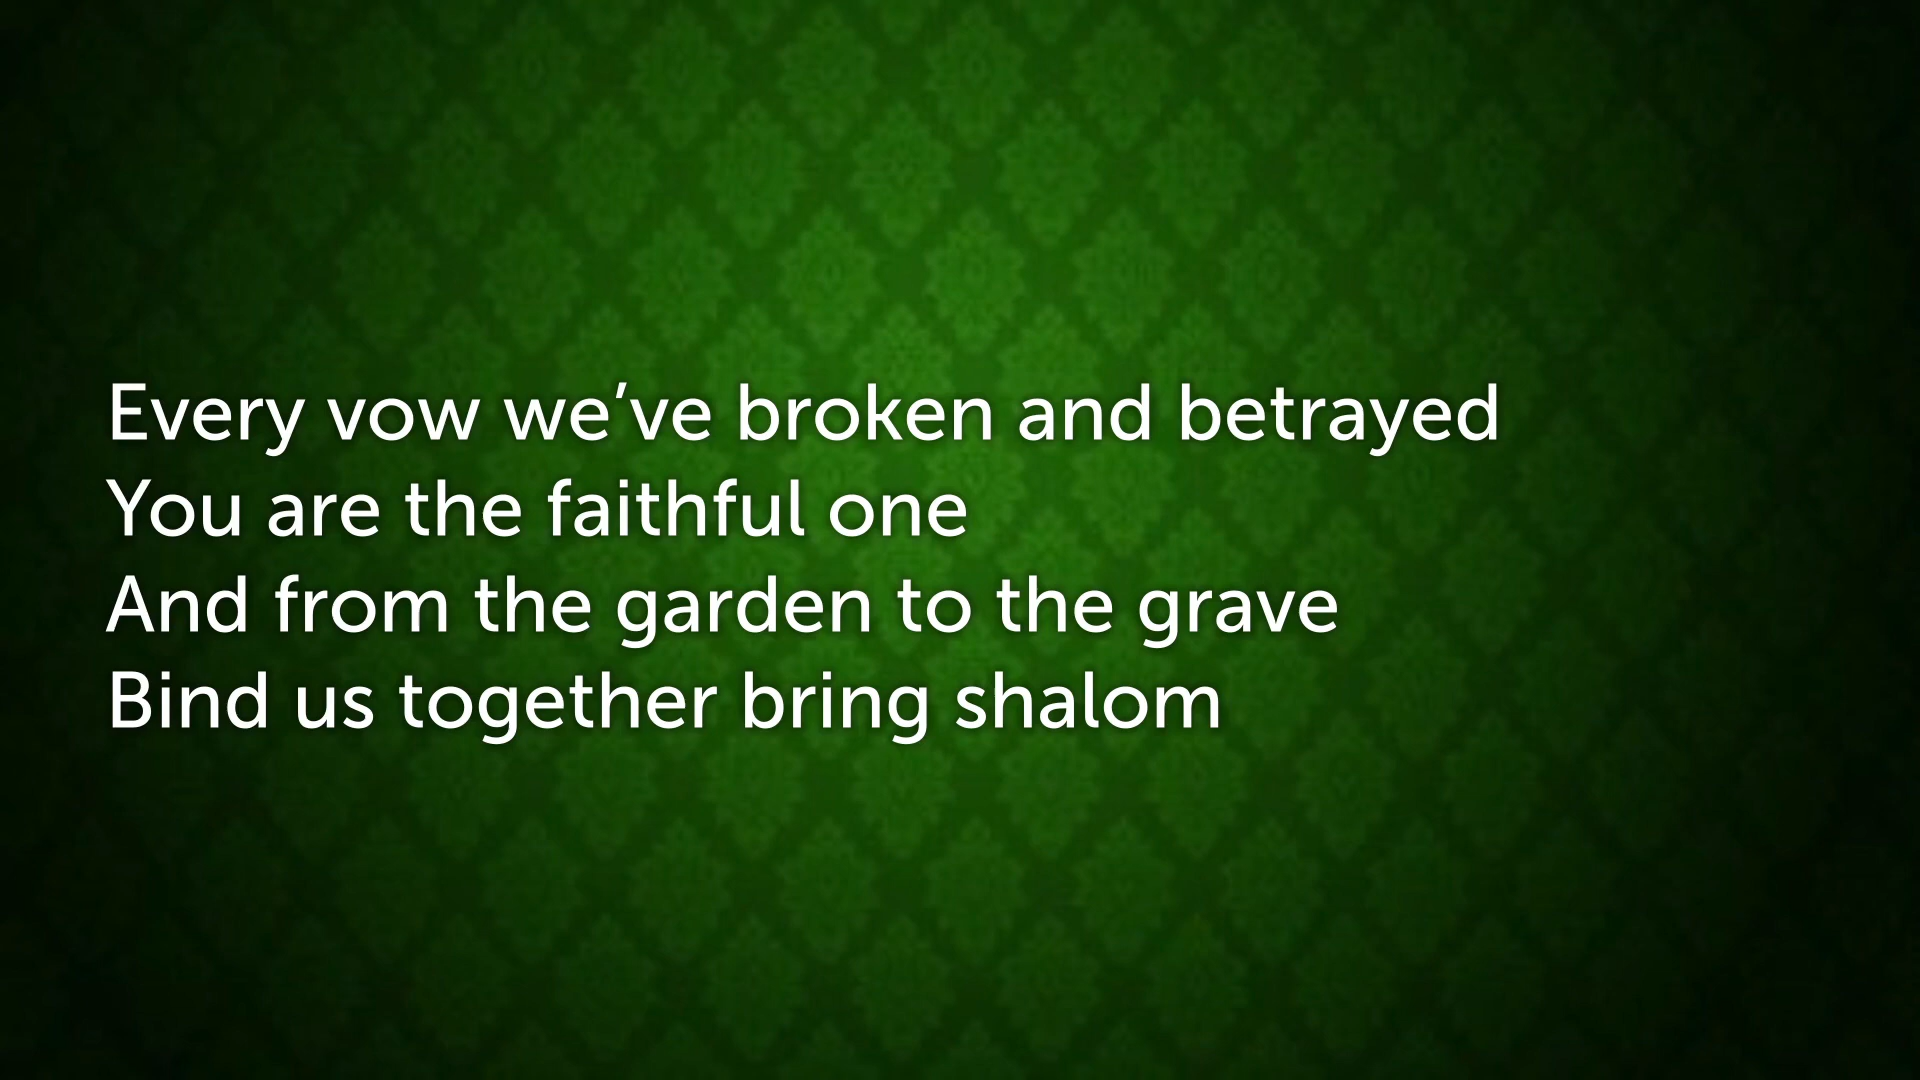 Every vow we’ve broken and betrayed
You are the faithful one
And from the garden to the grave
Bind us together bring shalom